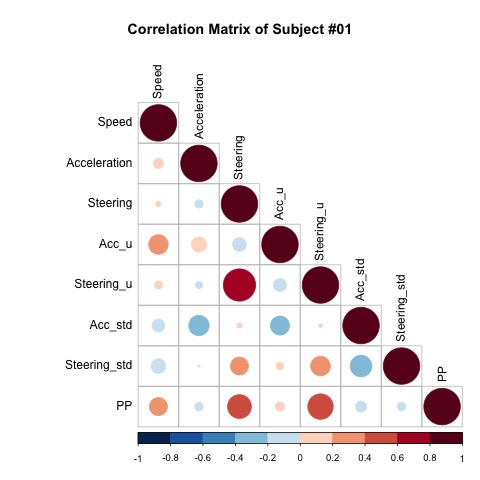 Correlation Matrix of Subject #01
Speed
Acceleration
Steering
Acc_u
Steering_u
Acc_std
Steering_std
PP
Speed
Acceleration
Steering
Acc_u
Steering_u
Acc_std
Steering_std
PP
-1 -0.8 -0.6 -0.4 -0.2 0 0.2 0.4 0.6 0.8 1